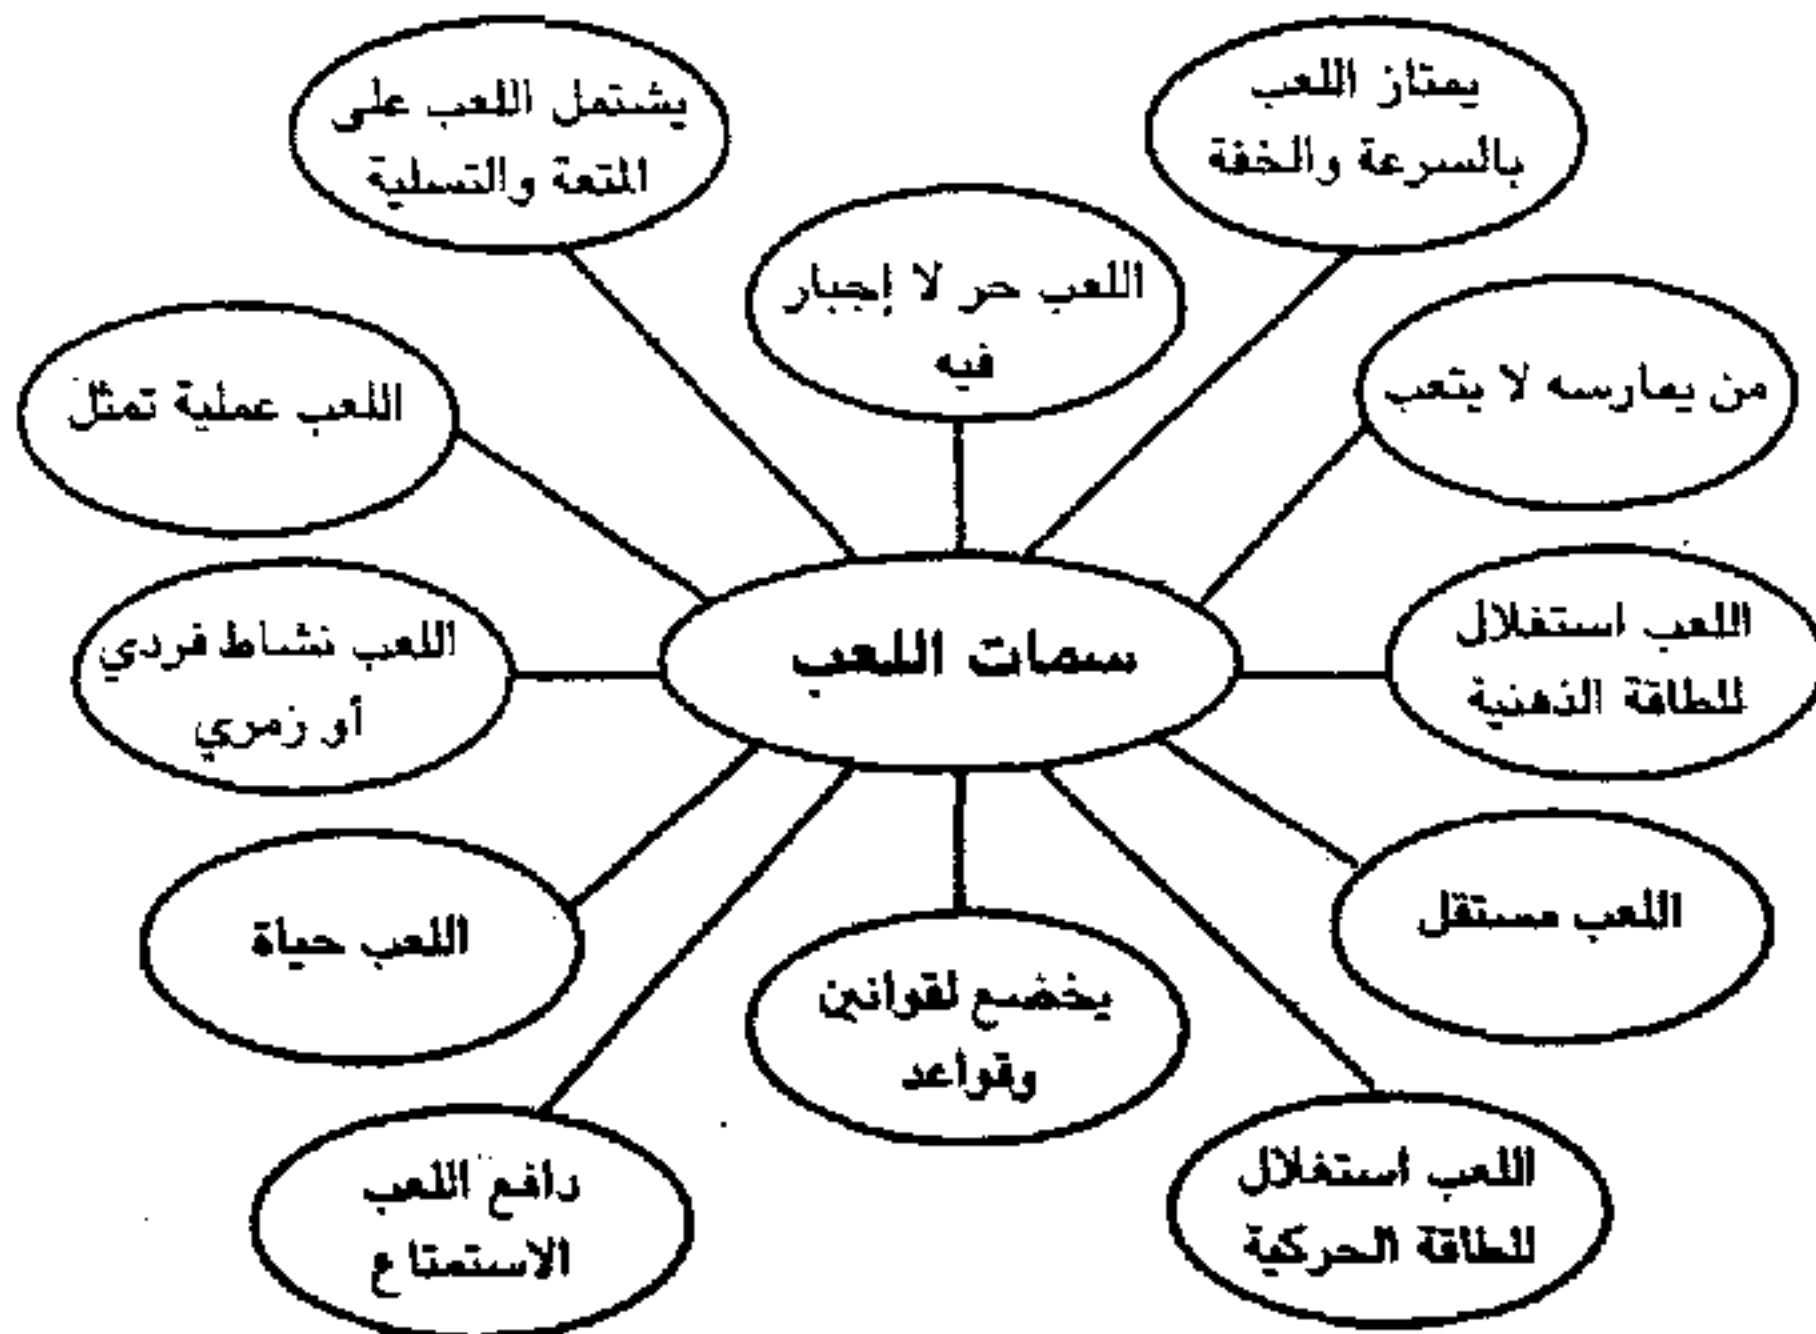 يمتاز اللعب
بالسرعة والخفة
يشتمل اللعب على
المتعة والتسلية
اللعب حر لا إجبار
فيه
من يمارسه لا يتعب
اللعب عملية تمثل
اللعب استغلال
للطاقة الذهنية
سمات اللعب
اللعب نشاط فردي
أو زمري
اللعب مستقل
اللعب حياة
يخضع لقوانين
وقواعد
اللعب استغلال
للطاقة الحركية
دافع اللعب
الاستمتاع